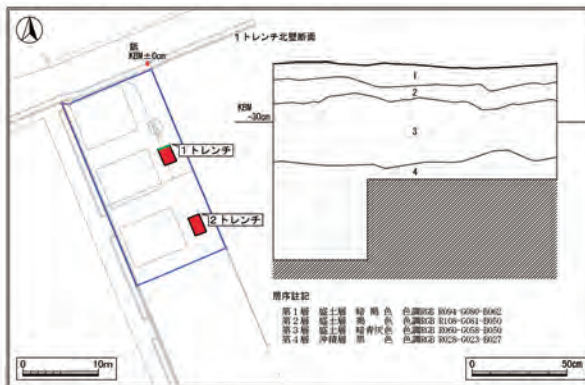 1トレンチ北壁断面
鋲
KBM±0cm
1トレンチ
2トレンチ
KBM
-30cm
1
2
3
4
層序註記
第1層 盛土層 暗褐色 色調RGB R094-G080-B062
第2層 盛土層 褐色 色調RGB R108-G081-B050
第3層 盛土層 暗青灰色 色調RGB R060-G058-B050
第4層 沖積層 黒色 色調RGB R028-G023-B027
0 10m
0 50cm